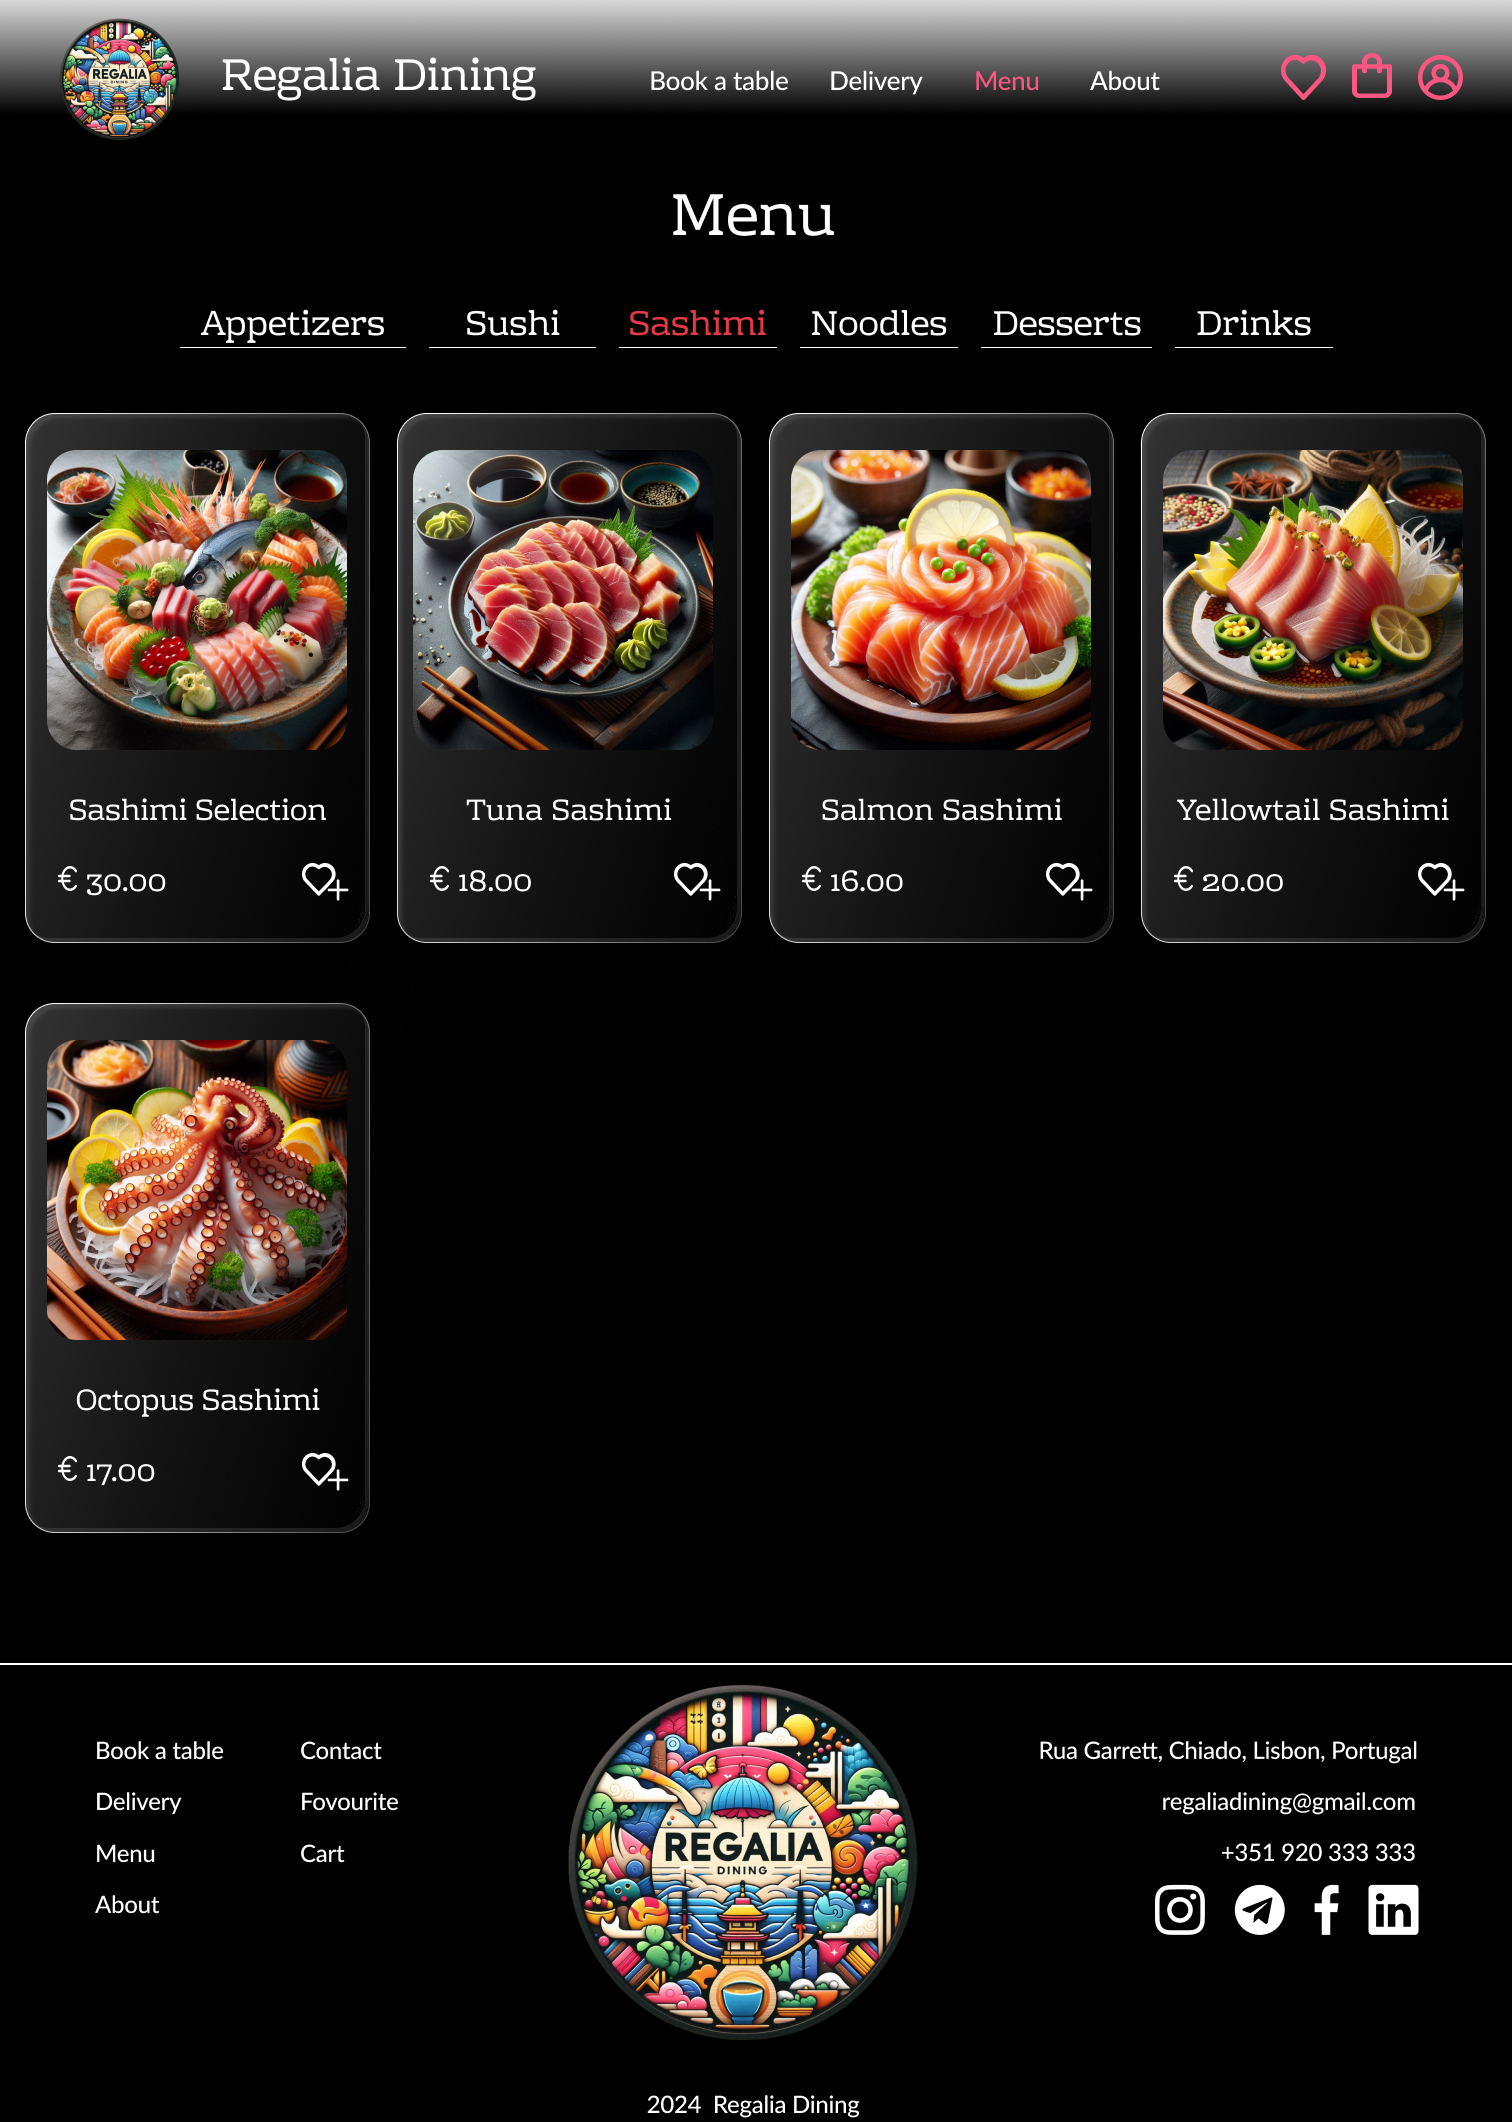 REGALIA
DINING
Regalia Dining
Book a table Delivery Menu About
Menu
Appetizers Sushi Sashimi Noodles Desserts Drinks
Sashimi Selection
€ 30.00
Tuna Sashimi
€ 18.00
Salmon Sashimi
€ 16.00
Yellowtail Sashimi
€ 20.00
Octopus Sashimi
€ 17.00
Book a table
Delivery
Menu
About
Contact
Fovourite
Cart
REGALIA
DINING
Rua Garrett, Chiado, Lisbon, Portugal
regaliadining@gmail.com
+351 920 333 333
2024 Regalia Dining